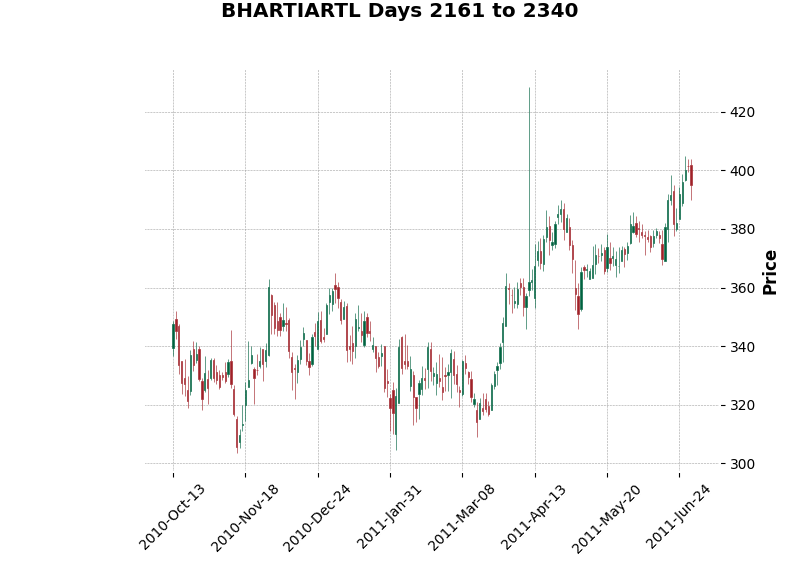 BHARTIARTL Days 2161 to 2340
420
400
380
360
340
320
300
Price
2010-Oct-13
2010-Nov-18
2010-Dec-24
2011-Jan-31
2011-Mar-08
2011-Apr-13
2011-May-20
2011-Jun-24